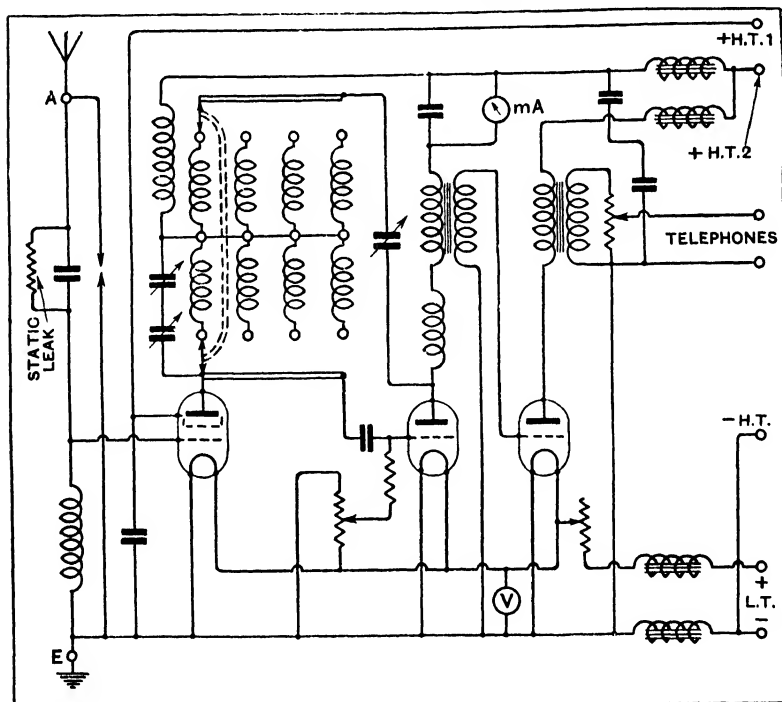 +H.T.1
A
mA
+ H.T.2
TELEPHONES
STATIC
LEAK
-H.T.
+
L.T.
-
V
E